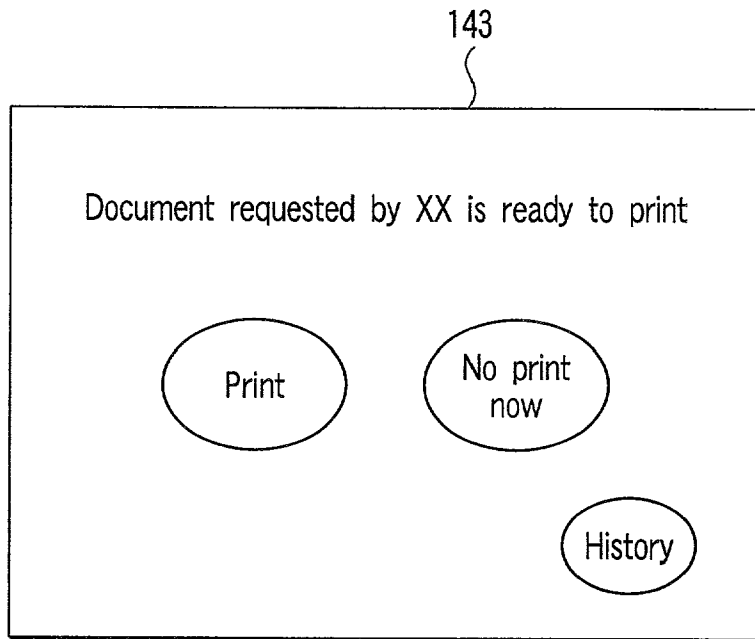 143
Document requested by XX is ready to print
Print
No print
now
History